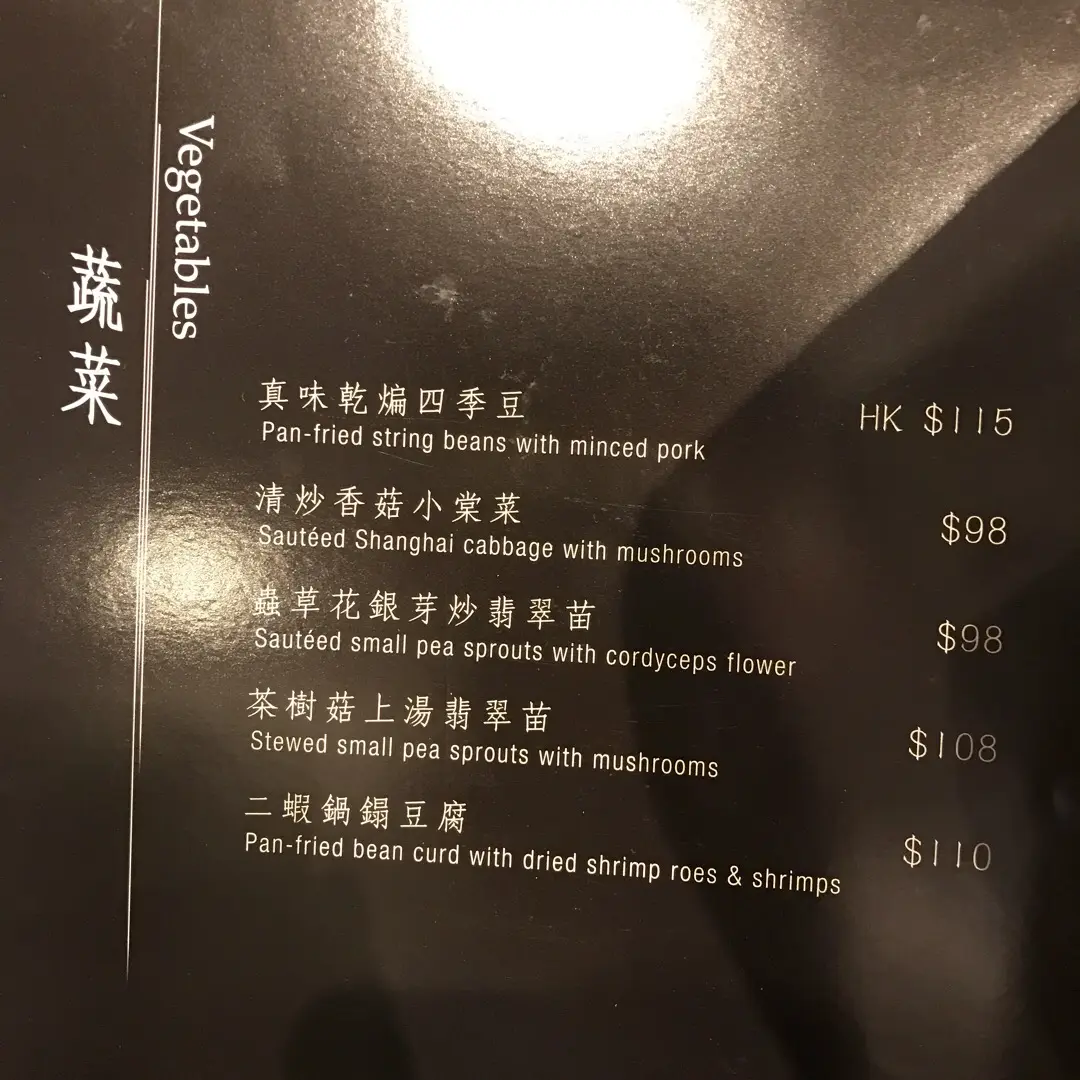 蔬菜
Vegetables
真味乾煸四季豆
Pan-fried string beans with minced pork
HK $115
清炒香菇小棠菜
Sautéed Shanghai cabbage with mushrooms
$98
蟲草花銀芽炒翡翠苗
Sautéed small pea sprouts with cordyceps flower
$98
茶樹菇上湯翡翠苗
Stewed small pea sprouts with mushrooms
$108
二蝦鍋鎉豆腐
Pan-fried bean curd with dried shrimp roes & shrimps
$110